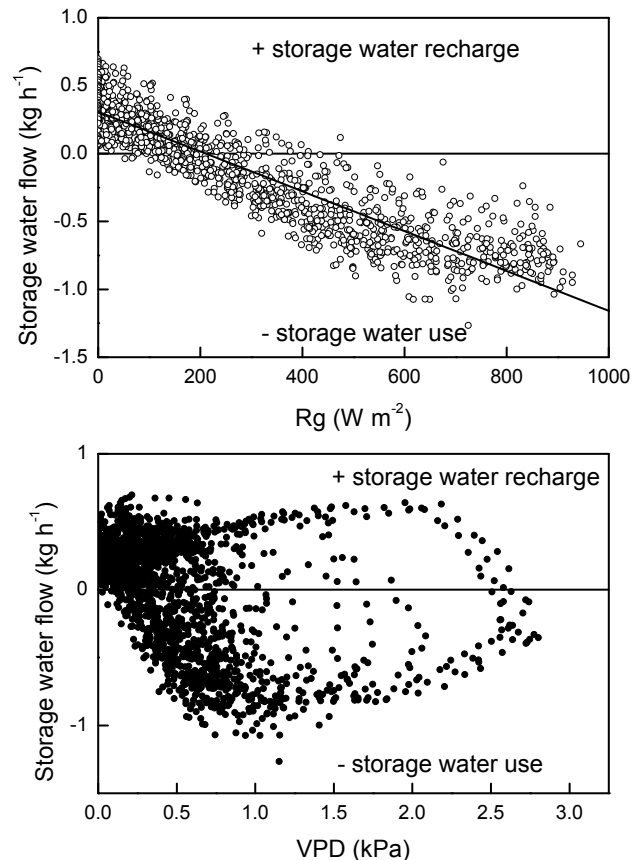 1.0
+ storage water recharge
0.5
0.0
-0.5
-1.0
- storage water use
-1.5
0 200 400 600 800 1000
Storage water flow (kg h-1)
Rg (W m-2)
1
+ storage water recharge
0
-1
- storage water use
0.0 0.5 1.0 1.5 2.0 2.5 3.0
Storage water flow (kg h-1)
VPD (kPa)